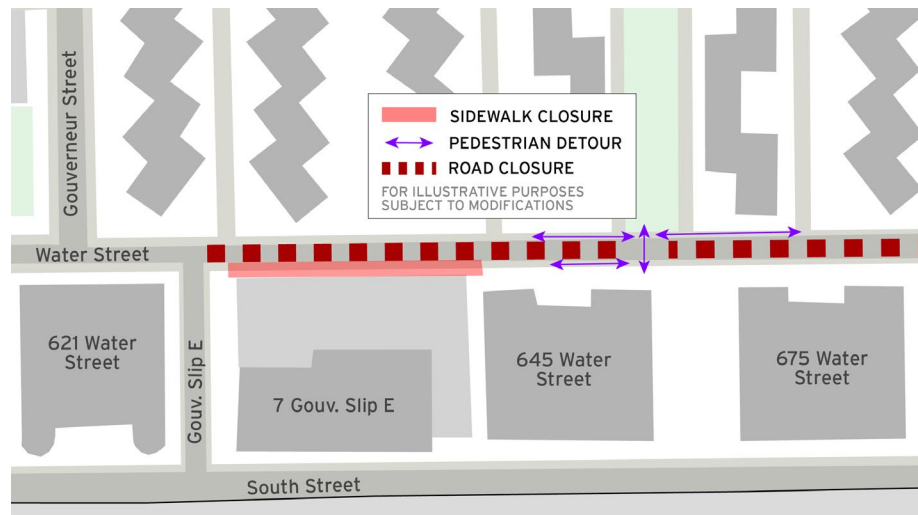 Gouverneur Street
SIDEWALK CLOSURE
PEDESTRIAN DETOUR
ROAD CLOSURE
FOR ILLUSTRATIVE PURPOSES
SUBJECT TO MODIFICATIONS
Water Street
621 Water
Street
Gouv. Slip E
7 Gouv. Slip E
645 Water
Street
675 Water
Street
South Street